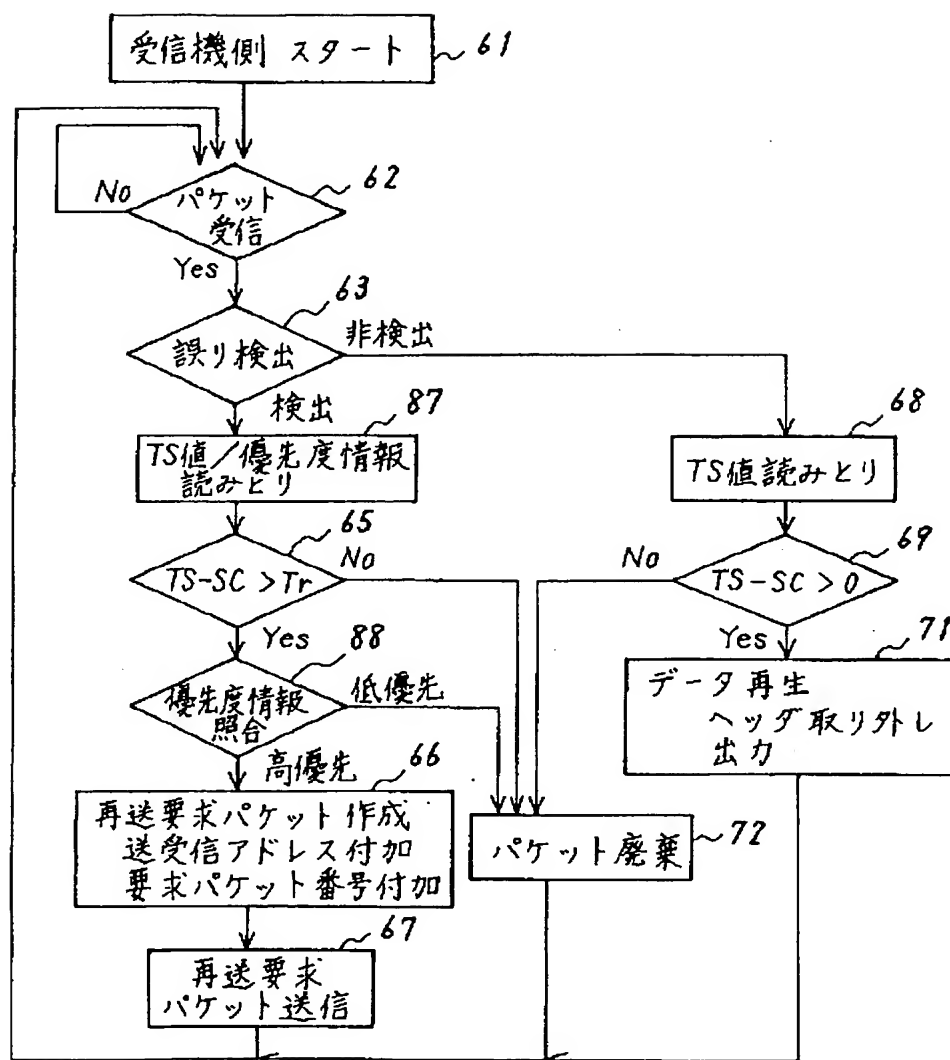 受信機側 スタート
61
パケット
受信
62
No
Yes
誤り検出
63
非検出
検出
TS値/優先度情報
読みとり
87
TS値読みとり
68
TS-SC>Tr
65
No
Yes
TS-SC>0
69
No
Yes
優先度情報
照合
88
低優先
高優先
データ再生
ヘッダ取り外し
出力
71
再送要求パケット作成
送受信アドレス付加
要求パケット番号付加
66
パケット廃棄
72
再送要求
パケット送信
67